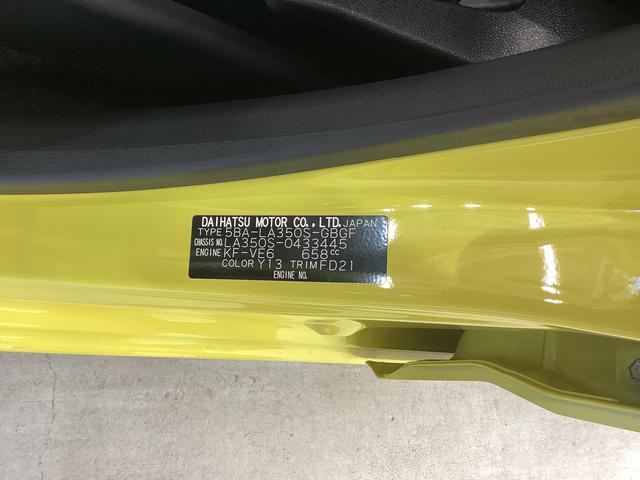 DAIHATSU MOTOR CO., LTD. JAPAN
TYPE 5BA-LA350S-GBGF
CHASSIS NO. LA350S-0433445
ENGINE KF-VE6 658cc
COLOR Y13 TRIM FD21
ENGINE NO.